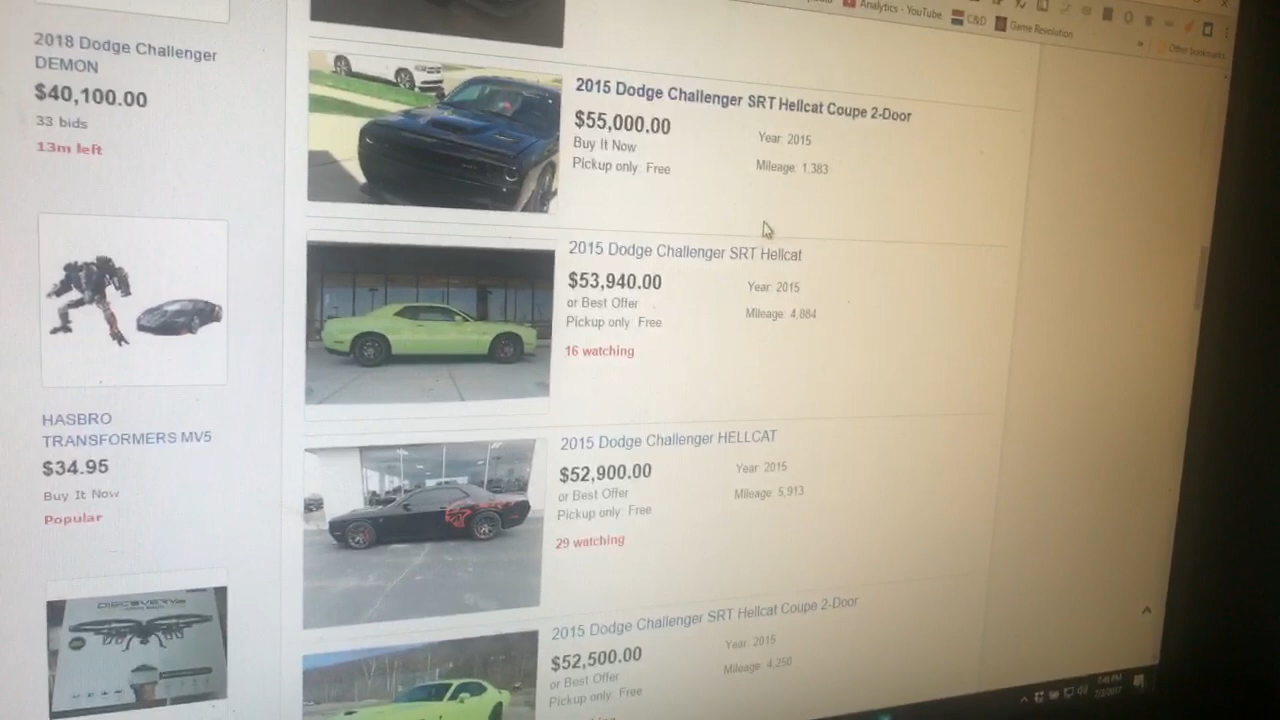 Analytics - YouTube
C&D
Game Revolution
Other bookmarks
2018 Dodge Challenger
DEMON
$40,100.00
33 bids
13m left
HASBRO
TRANSFORMERS MV5
$34.95
Buy It Now
Popular
2015 Dodge Challenger SRT Hellcat Coupe 2-Door
$55,000.00
Buy It Now
Pickup only: Free
Year: 2015
Mileage: 1,383
2015 Dodge Challenger SRT Hellcat
$53,940.00
or Best Offer
Pickup only: Free
16 watching
Year: 2015
Mileage: 4,884
2015 Dodge Challenger HELLCAT
$52,900.00
or Best Offer
Pickup only: Free
29 watching
Year: 2015
Mileage: 5,913
2015 Dodge Challenger SRT Hellcat Coupe 2-Door
$52,500.00
or Best Offer
Pickup only: Free
Year: 2015
Mileage: 4,250